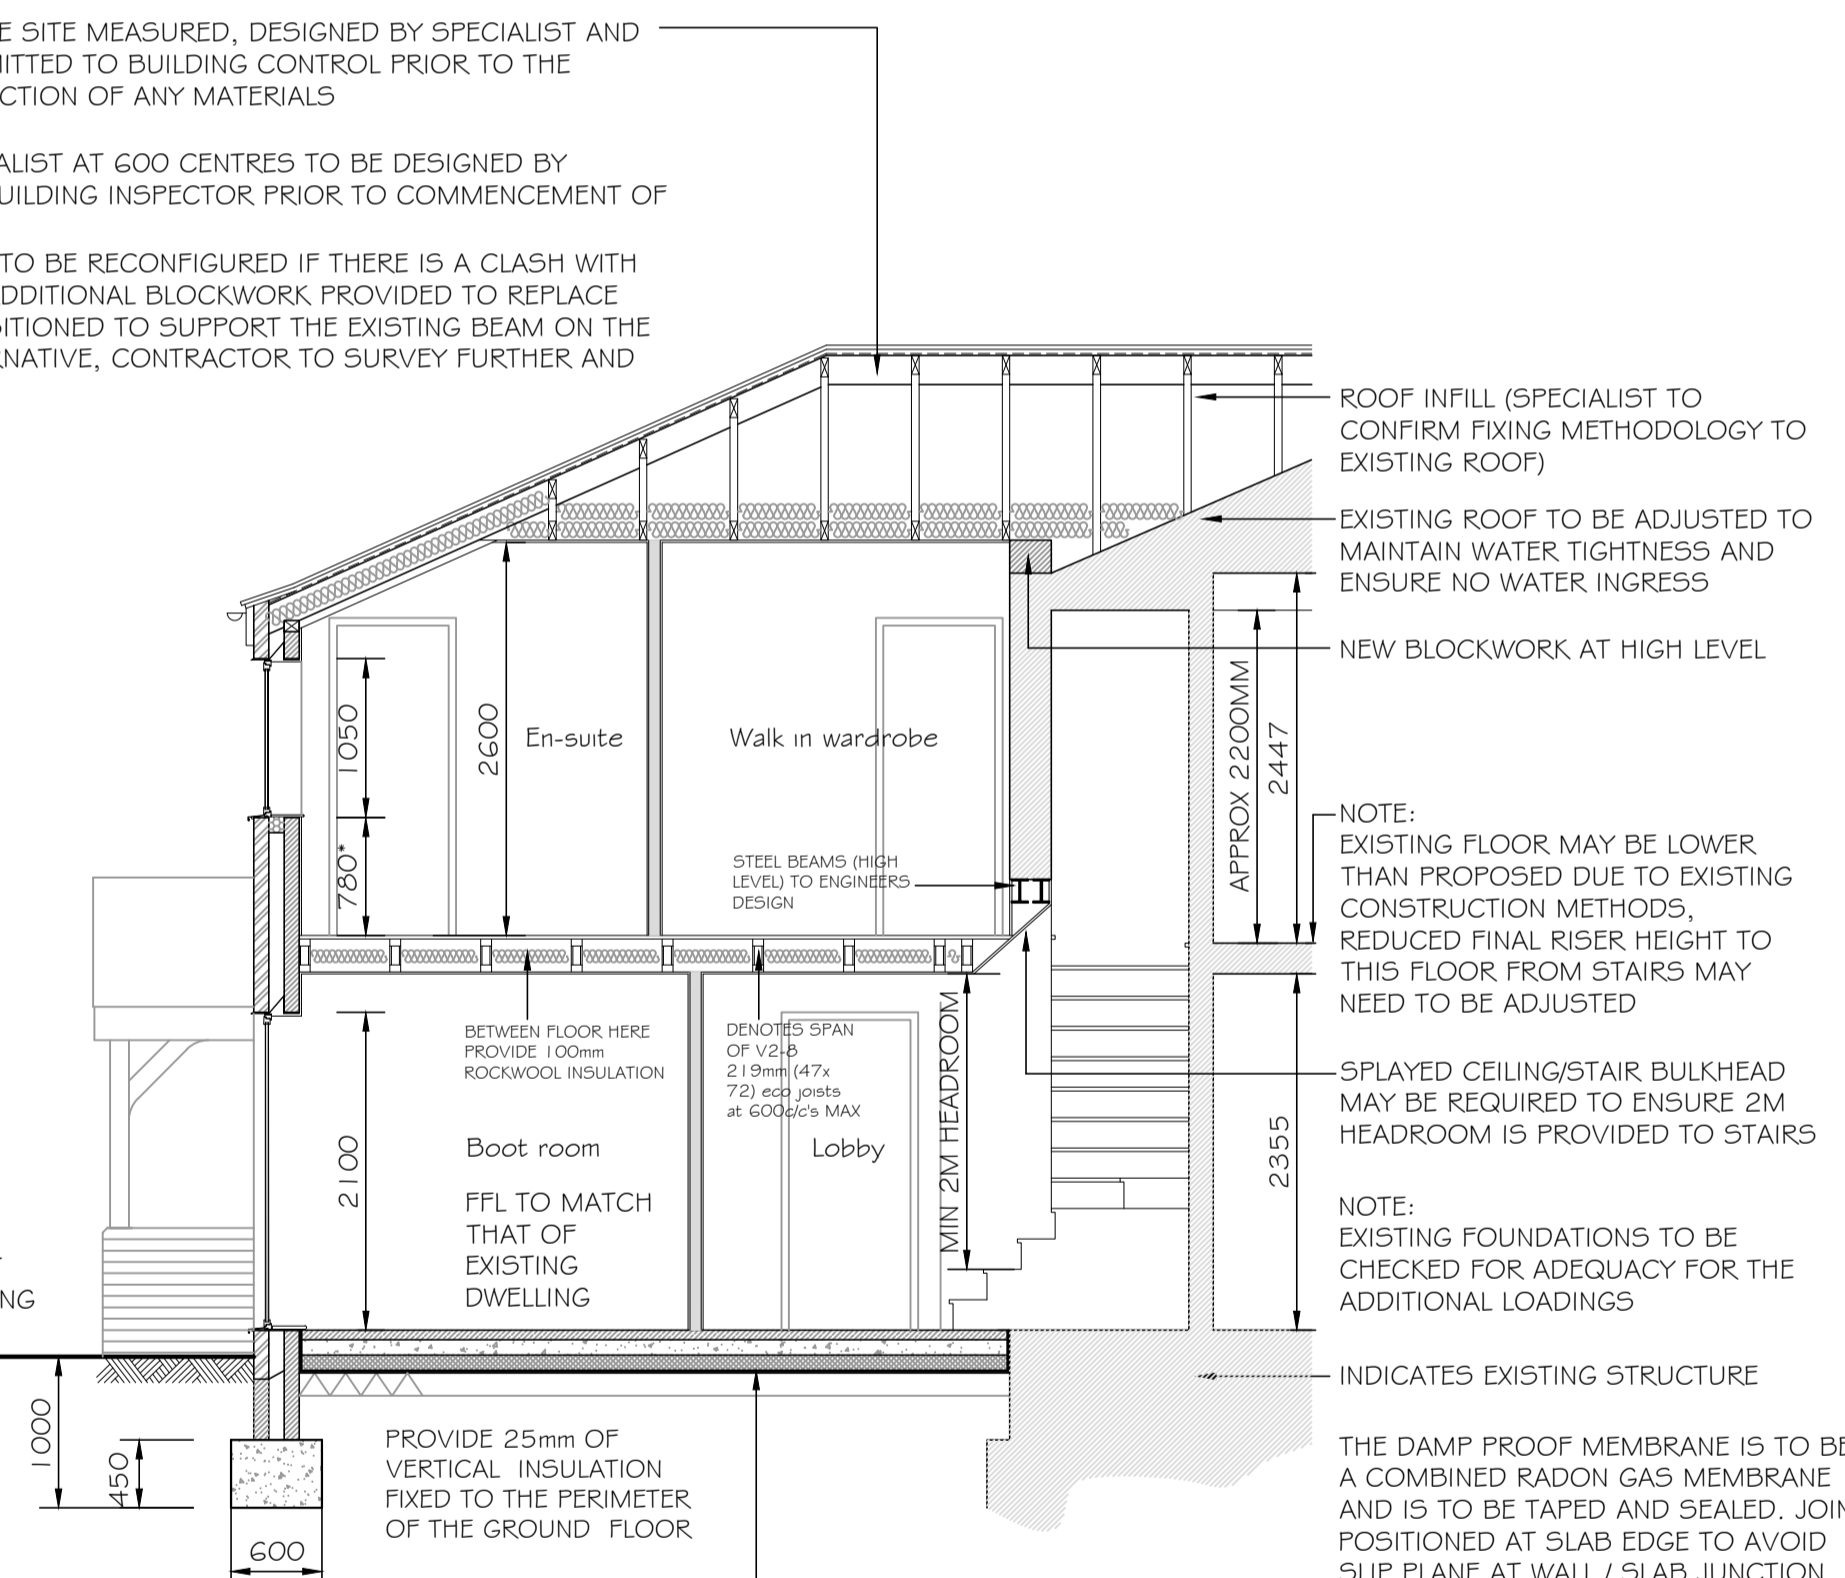 E SITE MEASURED, DESIGNED BY SPECIALIST AND
MITTED TO BUILDING CONTROL PRIOR TO THE
CTION OF ANY MATERIALS
ALIST AT 600 CENTRES TO BE DESIGNED BY
UILDING INSPECTOR PRIOR TO COMMENCEMENT OF
TO BE RECONFIGURED IF THERE IS A CLASH WITH
DDITIONAL BLOCKWORK PROVIDED TO REPLACE
SITIONED TO SUPPORT THE EXISTING BEAM ON THE
RNATIVE, CONTRACTOR TO SURVEY FURTHER AND
ROOF INFILL (SPECIALIST TO
CONFIRM FIXING METHODOLOGY TO
EXISTING ROOF)
EXISTING ROOF TO BE ADJUSTED TO
MAINTAIN WATER TIGHTNESS AND
ENSURE NO WATER INGRESS
NEW BLOCKWORK AT HIGH LEVEL
1050
2600
En-suite
Walk in wardrobe
APPROX 2200MM
2447
780*
STEEL BEAMS (HIGH
LEVEL) TO ENGINEERS
DESIGN
NOTE:
EXISTING FLOOR MAY BE LOWER
THAN PROPOSED DUE TO EXISTING
CONSTRUCTION METHODS,
REDUCED FINAL RISER HEIGHT TO
THIS FLOOR FROM STAIRS MAY
NEED TO BE ADJUSTED
BETWEEN FLOOR HERE
PROVIDE 100mm
ROCKWOOL INSULATION
DENOTES SPAN
OF V2-8
219mm (47x
72) eco joists
at 600c/c's MAX
MIN 2M HEADROOM
SPLAYED CEILING/STAIR BULKHEAD
MAY BE REQUIRED TO ENSURE 2M
HEADROOM IS PROVIDED TO STAIRS
2100
Boot room
Lobby
2355
FFL TO MATCH
THAT OF
EXISTING
DWELLING
NOTE:
EXISTING FOUNDATIONS TO BE
CHECKED FOR ADEQUACY FOR THE
ADDITIONAL LOADINGS
NG
INDICATES EXISTING STRUCTURE
1000
450
600
PROVIDE 25mm OF
VERTICAL INSULATION
FIXED TO THE PERIMETER
OF THE GROUND FLOOR
THE DAMP PROOF MEMBRANE IS TO BE
A COMBINED RADON GAS MEMBRANE
AND IS TO BE TAPED AND SEALED. JOIN
POSITIONED AT SLAB EDGE TO AVOID
SLIP PLANE AT WALL / SLAB JUNCTION